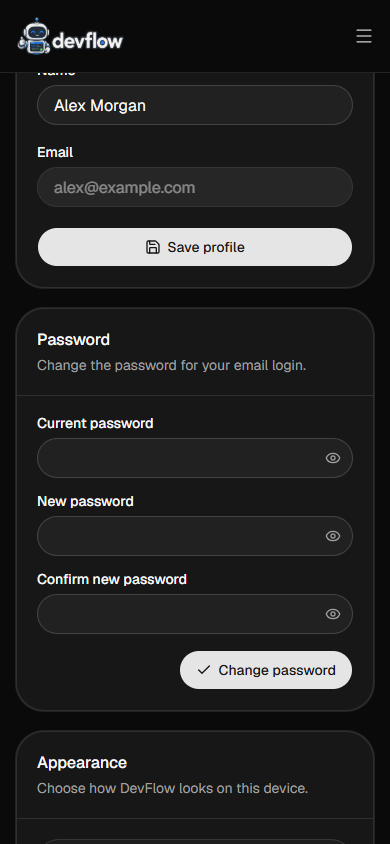 devflow
Name
Alex Morgan
Email
alex@example.com
Save profile
Password
Change the password for your email login.
Current password
New password
Confirm new password
Change password
Appearance
Choose how DevFlow looks on this device.